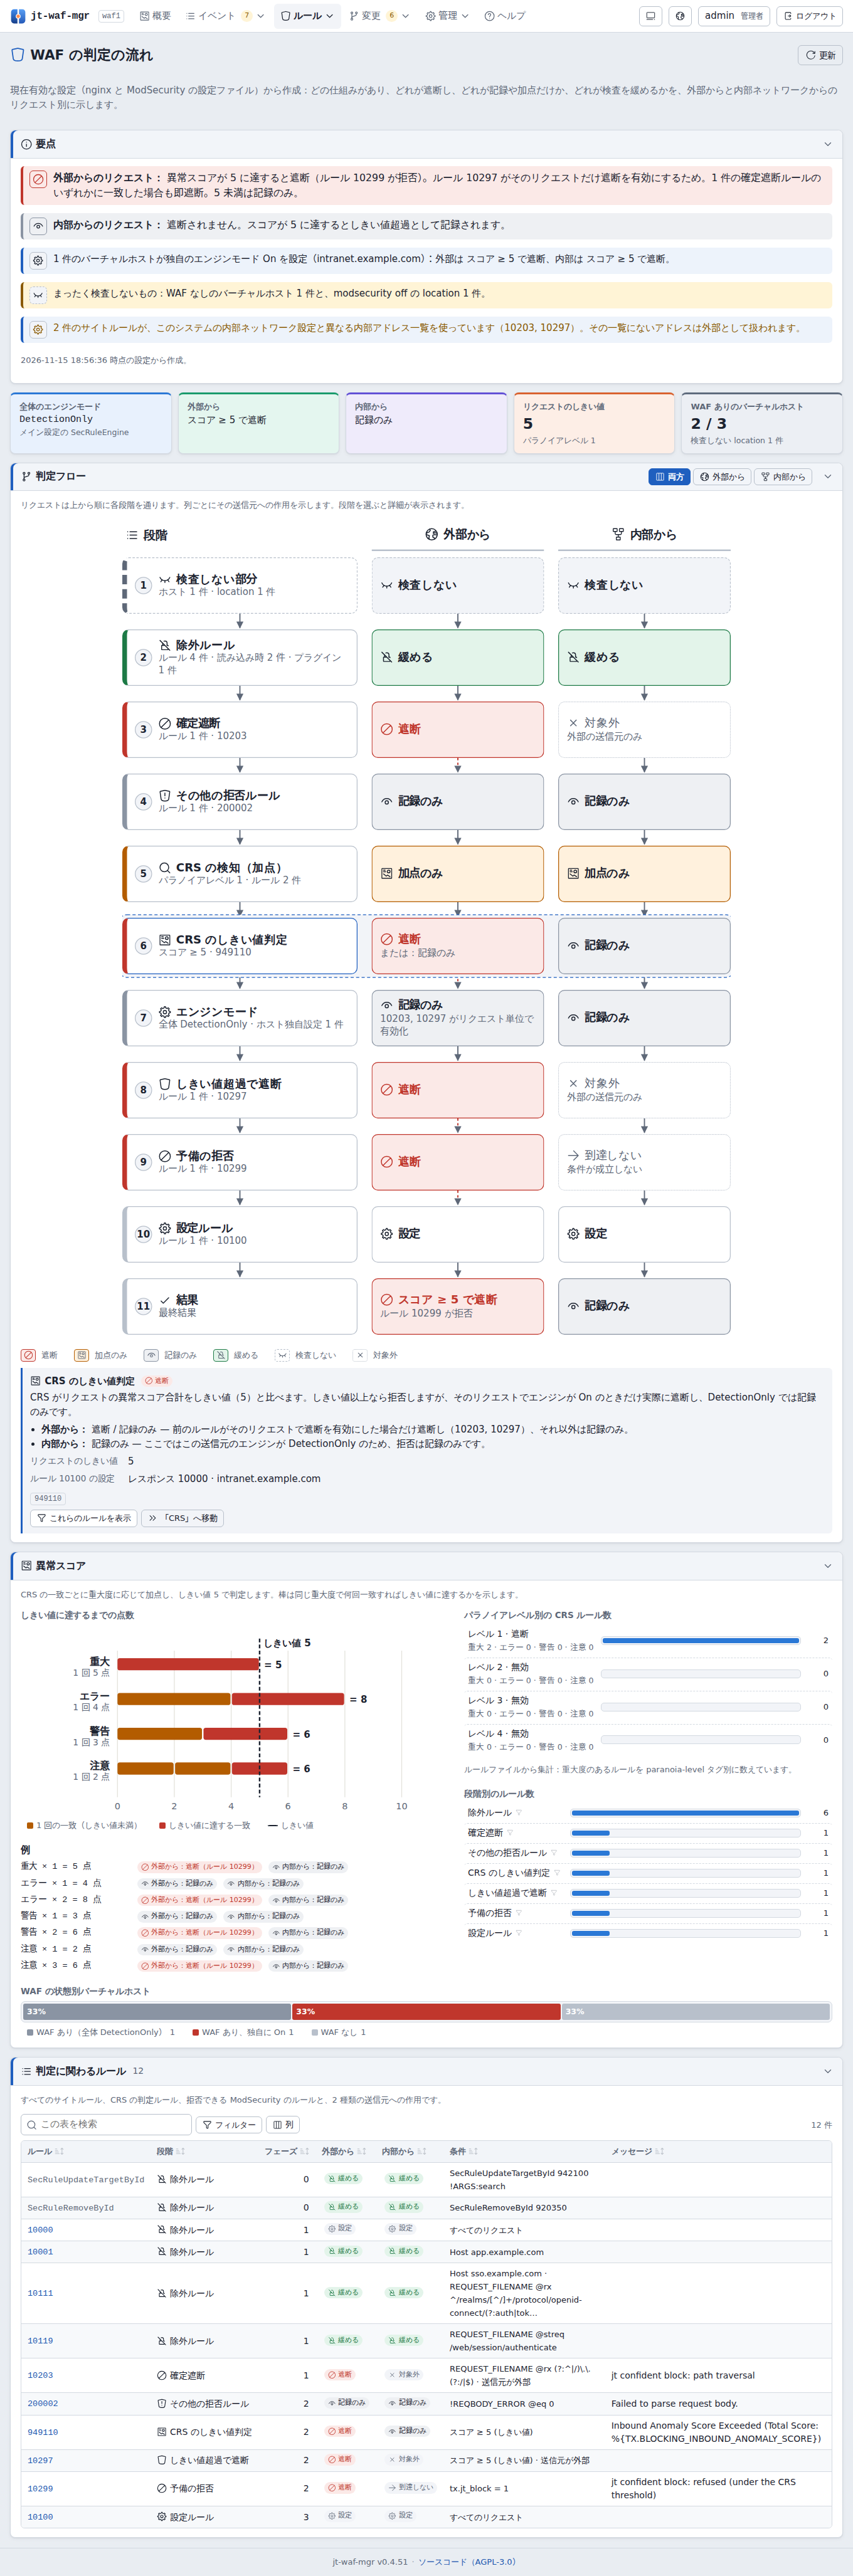 jt-waf-mgr waf1 概要 イベント 7 ルール 変更 6 管理 ヘルプ admin 管理者 ログアウト
WAF の判定の流れ 更新
現在有効な設定（nginx と ModSecurity の設定ファイル）から作成：どの仕組みがあり、どれが遮断し、どれが記録や加点だけか、どれが検査を緩めるかを、外部からと内部ネットワークからの
リクエスト別に示します。
要点
外部からのリクエスト： 異常スコアが 5 に達すると遮断（ルール 10299 が拒否）。ルール 10297 がそのリクエストだけ遮断を有効にするため。1 件の確定遮断ルールの
いずれかに一致した場合も即遮断。5 未満は記録のみ。
内部からのリクエスト： 遮断されません。スコアが 5 に達するとしきい値超過として記録されます。
1 件のバーチャルホストが独自のエンジンモード On を設定（intranet.example.com）：外部は スコア ≥ 5 で遮断、内部は スコア ≥ 5 で遮断。
まったく検査しないもの：WAF なしのバーチャルホスト 1 件と、modsecurity off の location 1 件。
2 件のサイトルールが、このシステムの内部ネットワーク設定と異なる内部アドレス一覧を使っています（10203, 10297）。その一覧にないアドレスは外部として扱われます。
2026-11-15 18:56:36 時点の設定から作成。
全体のエンジンモード
DetectionOnly
メイン設定の SecRuleEngine
外部から
スコア ≥ 5 で遮断
内部から
記録のみ
リクエストのしきい値
5
パラノイアレベル 1
WAF ありのバーチャルホスト
2 / 3
検査しない location 1 件
判定フロー 両方 外部から 内部から
リクエストは上から順に各段階を通ります。列ごとにその送信元への作用を示します。段階を選ぶと詳細が表示されます。
段階 外部から 内部から
1 検査しない部分
ホスト 1 件 · location 1 件
検査しない
検査しない
2 除外ルール
ルール 4 件 · 読み込み時 2 件 · プラグイン
1 件
緩める
緩める
3 確定遮断
ルール 1 件 · 10203
遮断
対象外
外部の送信元のみ
4 その他の拒否ルール
ルール 1 件 · 200002
記録のみ
記録のみ
5 CRS の検知（加点）
パラノイアレベル 1 · ルール 2 件
加点のみ
加点のみ
6 CRS のしきい値判定
スコア ≥ 5 · 949110
遮断
または：記録のみ
記録のみ
7 エンジンモード
全体 DetectionOnly · ホスト独自設定 1 件
記録のみ
10203, 10297 がリクエスト単位で
有効化
記録のみ
8 しきい値超過で遮断
ルール 1 件 · 10297
遮断
対象外
外部の送信元のみ
9 予備の拒否
ルール 1 件 · 10299
遮断
到達しない
条件が成立しない
10 設定ルール
ルール 1 件 · 10100
設定
設定
11 結果
最終結果
スコア ≥ 5 で遮断
ルール 10299 が拒否
記録のみ
遮断 加点のみ 記録のみ 緩める 検査しない 対象外
CRS のしきい値判定 遮断
CRS がリクエストの異常スコア合計をしきい値（5）と比べます。しきい値以上なら拒否しますが、そのリクエストでエンジンが On のときだけ実際に遮断し、DetectionOnly では記録
のみです。
• 外部から： 遮断 / 記録のみ — 前のルールがそのリクエストで遮断を有効にした場合だけ遮断し（10203, 10297）、それ以外は記録のみ。
• 内部から： 記録のみ — ここではこの送信元のエンジンが DetectionOnly のため、拒否は記録のみです。
リクエストのしきい値 5
ルール 10100 の設定 レスポンス 10000 · intranet.example.com
949110
これらのルールを表示 「CRS」へ移動
異常スコア
CRS の一致ごとに重大度に応じて加点し、しきい値 5 で判定します。棒は同じ重大度で何回一致すればしきい値に達するかを示します。
しきい値に達するまでの点数
しきい値 5
重大
1 回 5 点
= 5
エラー
1 回 4 点
= 8
警告
1 回 3 点
= 6
注意
1 回 2 点
= 6
0 2 4 6 8 10
1 回の一致（しきい値未満） しきい値に達する一致 しきい値
例
重大 × 1 = 5 点 外部から：遮断（ルール 10299） 内部から：記録のみ
エラー × 1 = 4 点 外部から：記録のみ 内部から：記録のみ
エラー × 2 = 8 点 外部から：遮断（ルール 10299） 内部から：記録のみ
警告 × 1 = 3 点 外部から：記録のみ 内部から：記録のみ
警告 × 2 = 6 点 外部から：遮断（ルール 10299） 内部から：記録のみ
注意 × 1 = 2 点 外部から：記録のみ 内部から：記録のみ
注意 × 3 = 6 点 外部から：遮断（ルール 10299） 内部から：記録のみ
パラノイアレベル別の CRS ルール数
レベル 1 · 遮断
重大 2 · エラー 0 · 警告 0 · 注意 0
2
レベル 2 · 無効
重大 0 · エラー 0 · 警告 0 · 注意 0
0
レベル 3 · 無効
重大 0 · エラー 0 · 警告 0 · 注意 0
0
レベル 4 · 無効
重大 0 · エラー 0 · 警告 0 · 注意 0
0
ルールファイルから集計：重大度のあるルールを paranoia-level タグ別に数えています。
段階別のルール数
除外ルール 6
確定遮断 1
その他の拒否ルール 1
CRS のしきい値判定 1
しきい値超過で遮断 1
予備の拒否 1
設定ルール 1
WAF の状態別バーチャルホスト
33% 33% 33%
WAF あり（全体 DetectionOnly） 1 WAF あり、独自に On 1 WAF なし 1
判定に関わるルール 12
すべてのサイトルール、CRS の判定ルール、拒否できる ModSecurity のルールと、2 種類の送信元への作用です。
この表を検索 フィルター 列 12 件
ルール 段階 フェーズ 外部から 内部から 条件 メッセージ
SecRuleUpdateTargetById 除外ルール 0 緩める 緩める SecRuleUpdateTargetById 942100
!ARGS:search
SecRuleRemoveById 除外ルール 0 緩める 緩める SecRuleRemoveById 920350
10000 除外ルール 1 設定 設定 すべてのリクエスト
10001 除外ルール 1 緩める 緩める Host app.example.com
10111 除外ルール 1 緩める 緩める Host sso.example.com ·
REQUEST_FILENAME @rx
^/realms/[^/]+/protocol/openid-
connect/(?:auth|tok…
10119 除外ルール 1 緩める 緩める REQUEST_FILENAME @streq
/web/session/authenticate
10203 確定遮断 1 遮断 対象外 REQUEST_FILENAME @rx (?:^|/)\.\.
(?:/|$) · 送信元が外部 jt confident block: path traversal
200002 その他の拒否ルール 2 記録のみ 記録のみ !REQBODY_ERROR @eq 0 Failed to parse request body.
949110 CRS のしきい値判定 2 遮断 記録のみ スコア ≥ 5 (しきい値) Inbound Anomaly Score Exceeded (Total Score:
%{TX.BLOCKING_INBOUND_ANOMALY_SCORE})
10297 しきい値超過で遮断 2 遮断 対象外 スコア ≥ 5 (しきい値) · 送信元が外部
10299 予備の拒否 2 遮断 到達しない tx.jt_block = 1 jt confident block: refused (under the CRS
threshold)
10100 設定ルール 3 設定 設定 すべてのリクエスト
jt-waf-mgr v0.4.51 · ソースコード（AGPL-3.0）